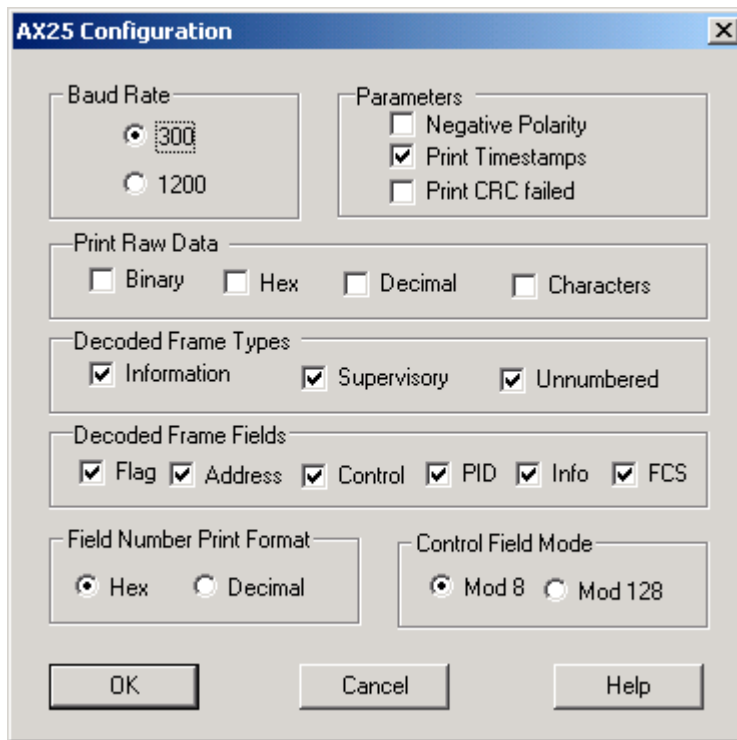 AX25 Configuration
Baud Rate
300
1200
Parameters
Negative Polarity
Print Timestamps
Print CRC failed
Print Raw Data
Binary Hex Decimal Characters
Decoded Frame Types
Information Supervisory Unnumbered
Decoded Frame Fields
Flag Address Control PID Info FCS
Field Number Print Format
Hex Decimal
Control Field Mode
Mod 8 Mod 128
OK Cancel Help